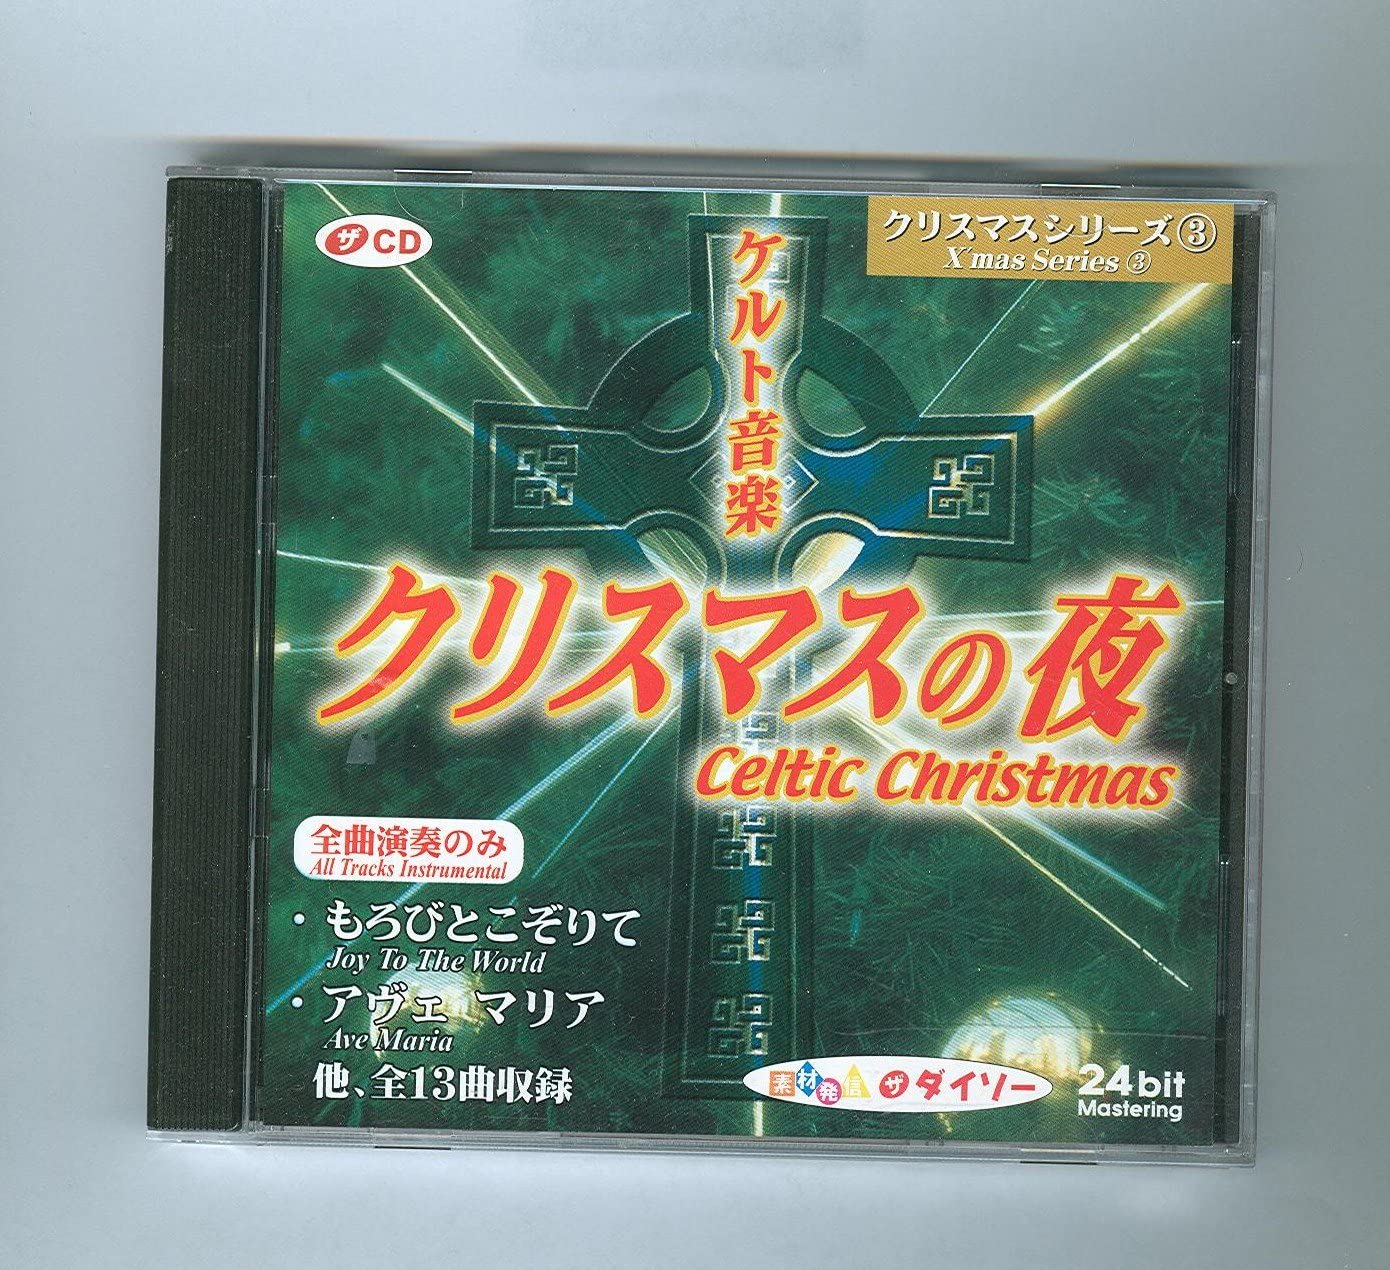 ザ CD
クリスマスシリーズ③
X'mas Series ③
ケルト音楽
クリスマスの夜
Celtic Christmas
全曲演奏のみ
All Tracks Instrumental
・もろびとこぞりて
Joy To The World
・アヴェ マリア
Ave Maria
他、全13曲収録
素材発信 ザ ダイソー
24bit
Mastering